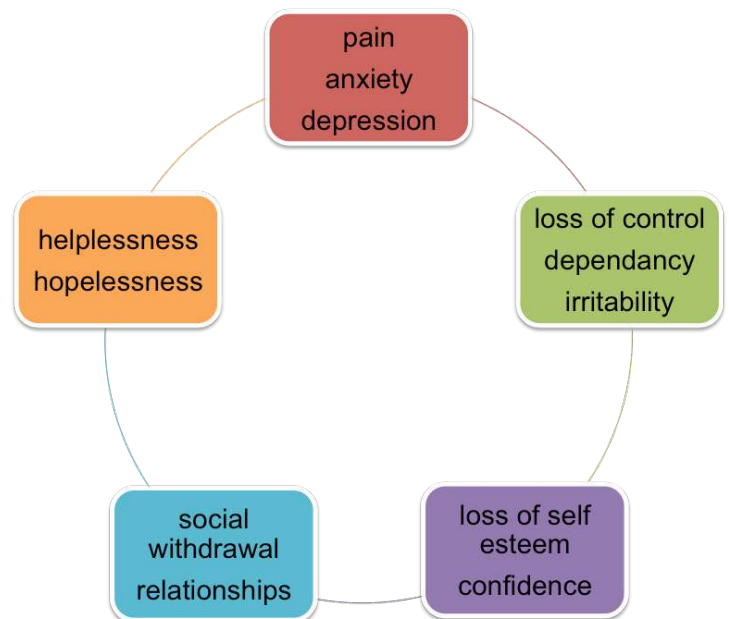 pain
anxiety
depression
loss of control
dependancy
irritability
loss of self
esteem
confidence
social
withdrawal
relationships
helplessness
hopelessness